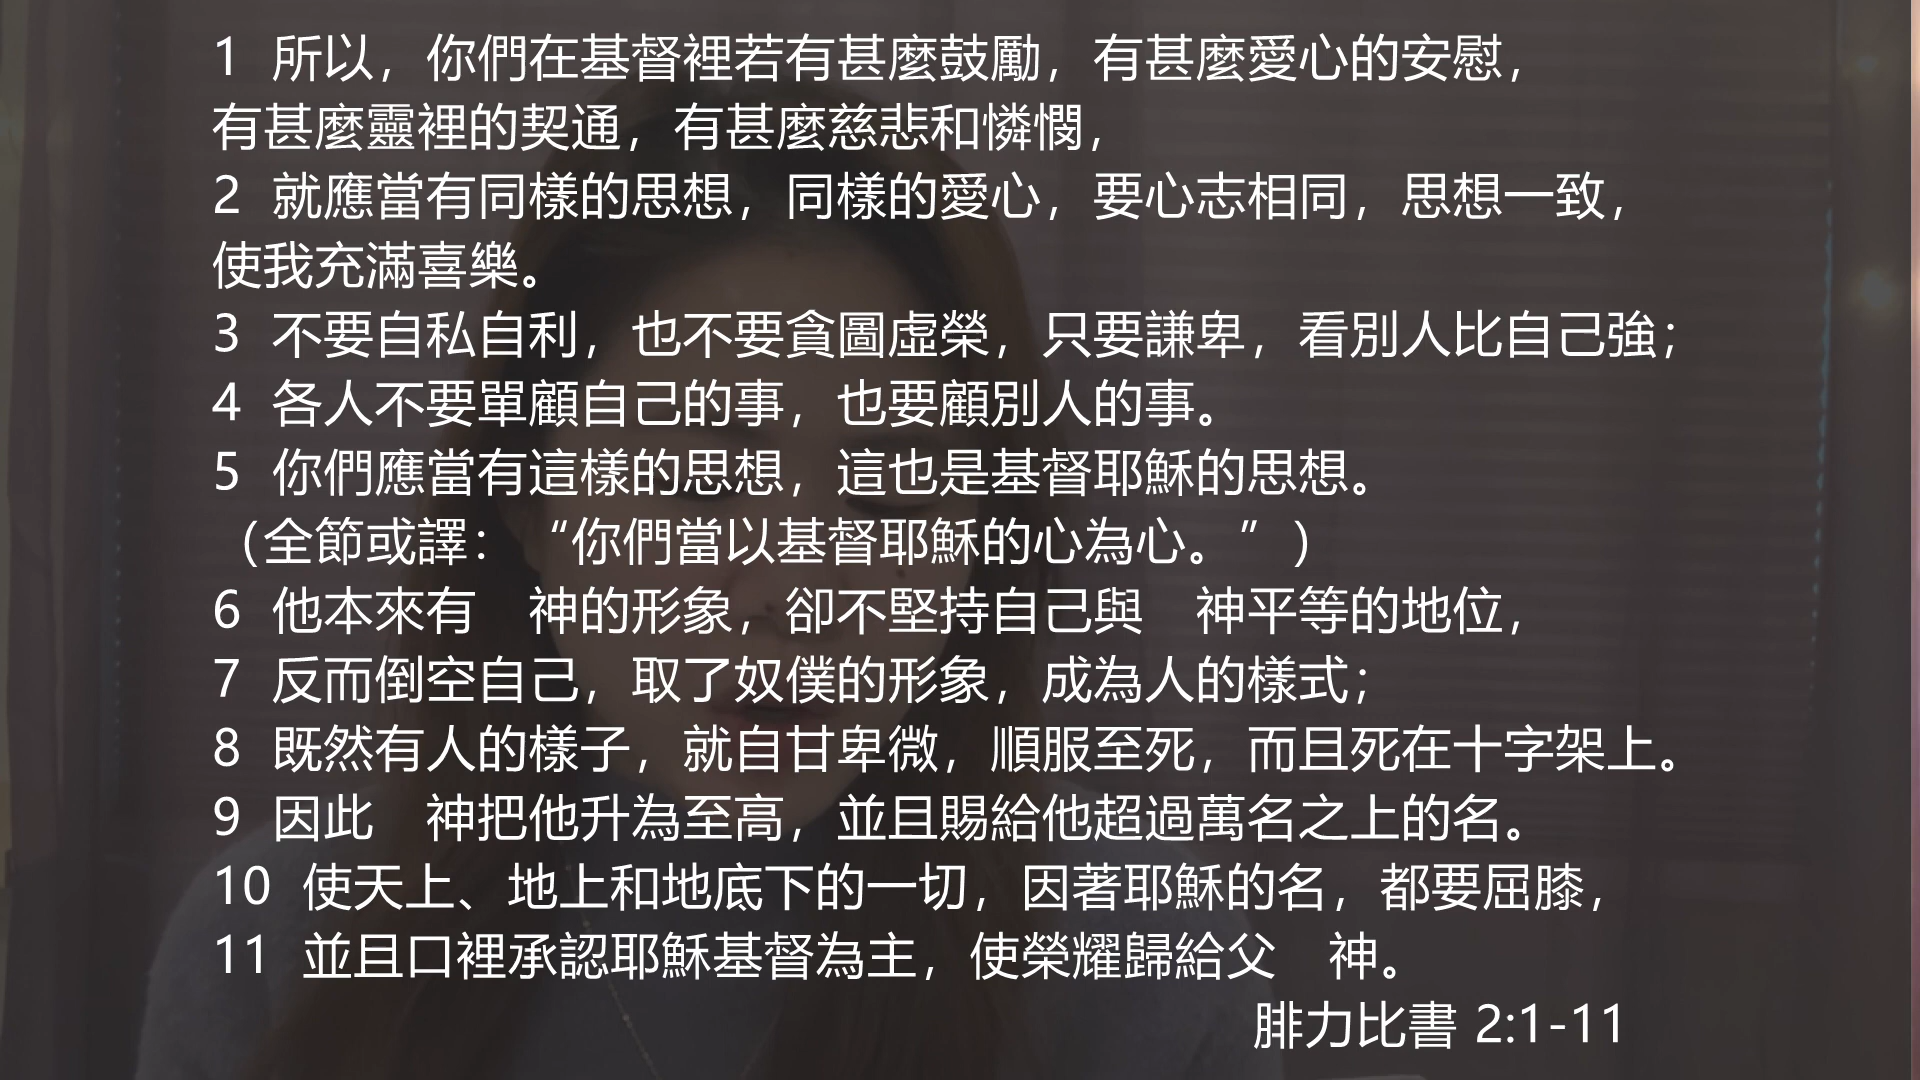 1 所以，你們在基督裡若有甚麼鼓勵，有甚麼愛心的安慰，
有甚麼靈裡的契通，有甚麼慈悲和憐憫，
2 就應當有同樣的思想，同樣的愛心，要心志相同，思想一致，
使我充滿喜樂。
3 不要自私自利，也不要貪圖虛榮，只要謙卑，看別人比自己強；
4 各人不要單顧自己的事，也要顧別人的事。
5 你們應當有這樣的思想，這也是基督耶穌的思想。
（全節或譯：“你們當以基督耶穌的心為心。”）
6 他本來有　神的形象，卻不堅持自己與　神平等的地位，
7 反而倒空自己，取了奴僕的形象，成為人的樣式；
8 既然有人的樣子，就自甘卑微，順服至死，而且死在十字架上。
9 因此　神把他升為至高，並且賜給他超過萬名之上的名。
10 使天上、地上和地底下的一切，因著耶穌的名，都要屈膝，
11 並且口裡承認耶穌基督為主，使榮耀歸給父　神。
腓力比書 2:1-11